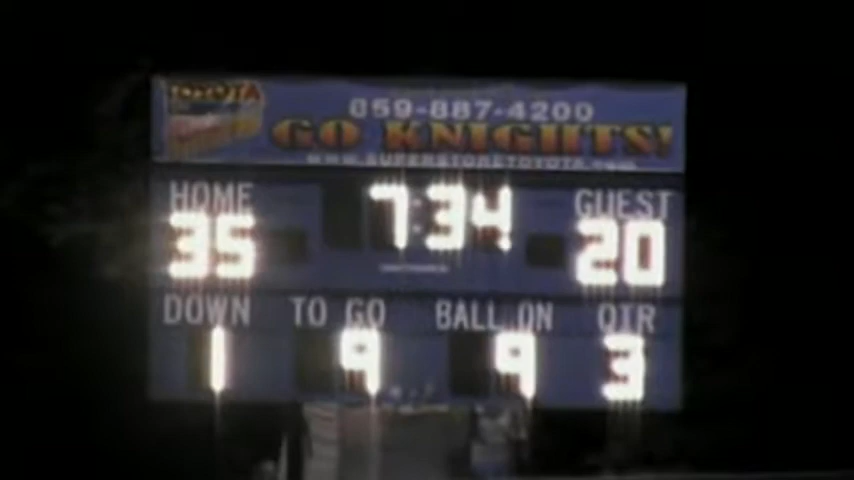 TOYOTA
859-887-4200
GO KNIGHTS!
www.SUPERSTORETOYOTA.com
HOME 7:34 GUEST
35 20
DOWN TO GO BALL ON QTR
1 9 9 3